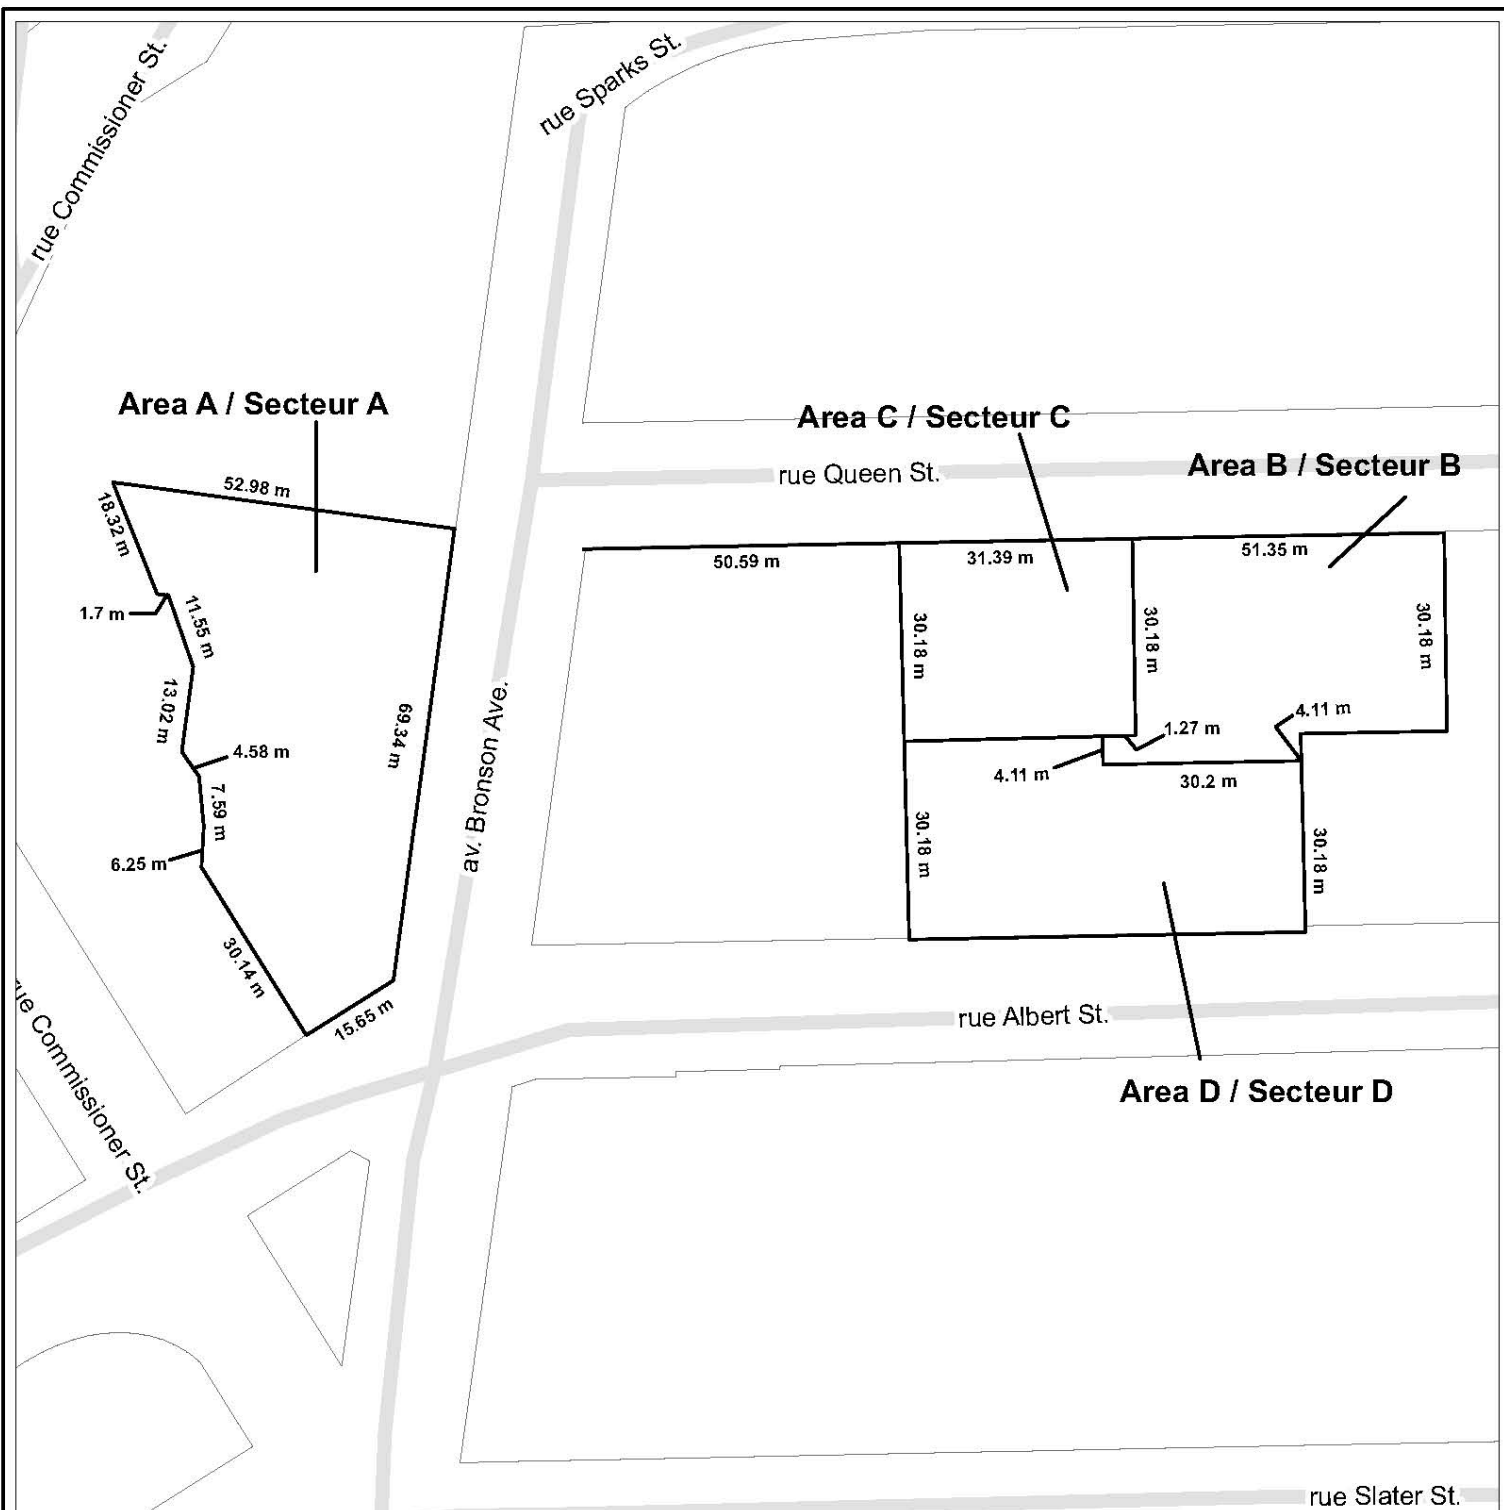 rue Commissioner St.
rue Sparks St.
Area A / Secteur A
Area C / Secteur C
Area B / Secteur B
rue Queen St.
52.98 m
18.32 m
1.7 m
11.55 m
13.02 m
4.58 m
7.59 m
6.25 m
30.14 m
15.65 m
69.34 m
av. Bronson Ave.
50.59 m
31.39 m
51.35 m
30.18 m
30.18 m
30.18 m
4.11 m
1.27 m
4.11 m
30.2 m
30.18 m
30.18 m
rue Albert St.
Area D / Secteur D
rue Commissioner St.
rue Slater St.